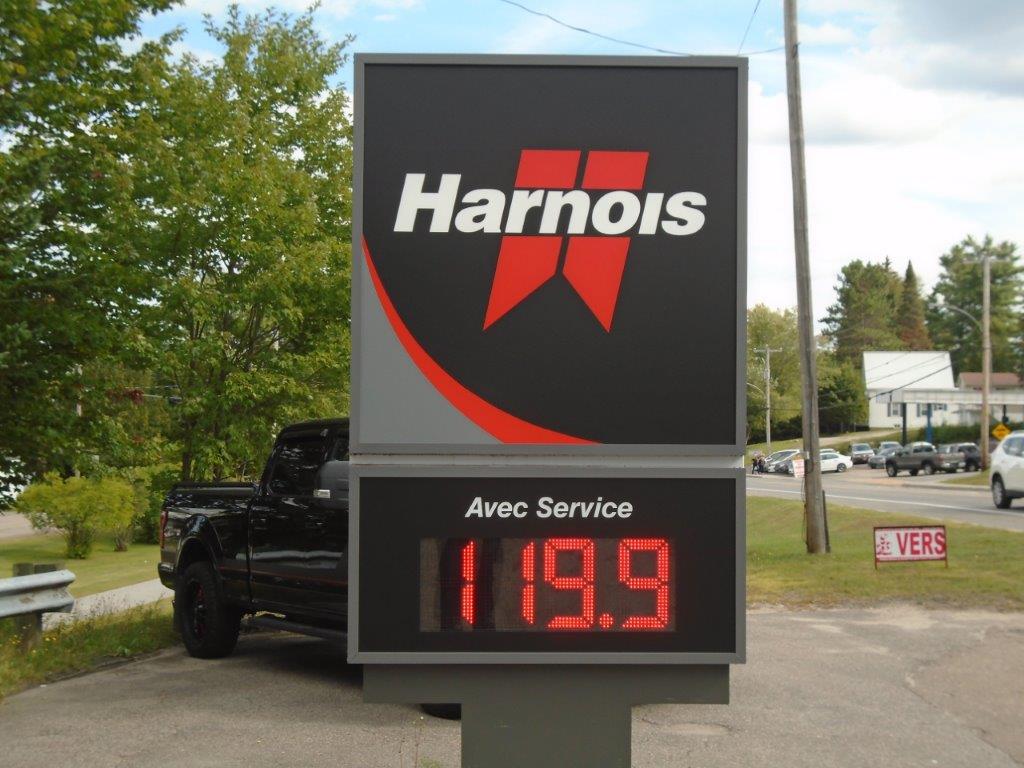 Harnois
Avec Service
119.9
VERS